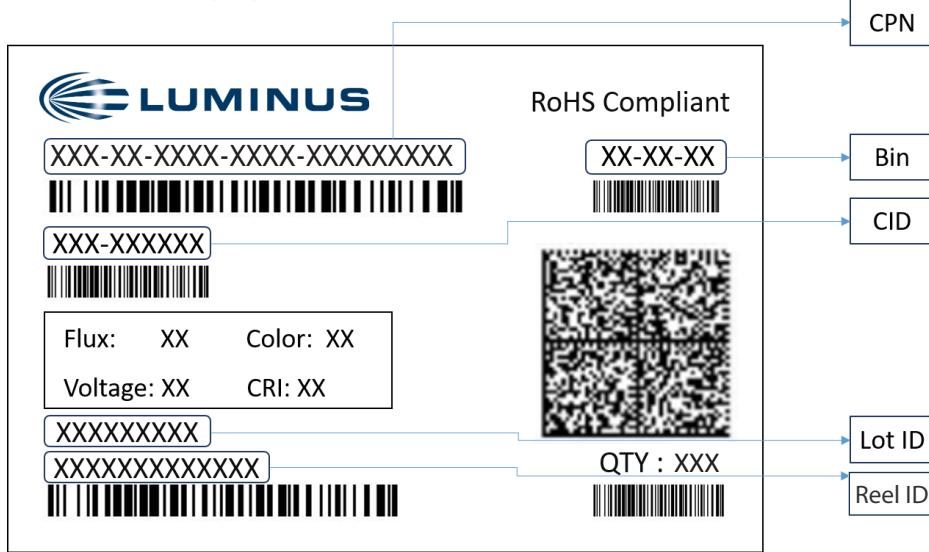 CPN
LUMINUS
RoHS Compliant
XXX-XX-XXXX-XXXX-XXXXXXXXX
XX-XX-XX
Bin
CID
XXX-XXXXXX
Flux: XX Color: XX
Voltage: XX CRI: XX
XXXXXXXXX
Lot ID
XXXXXXXXXXXXX
QTY : XXX
Reel ID